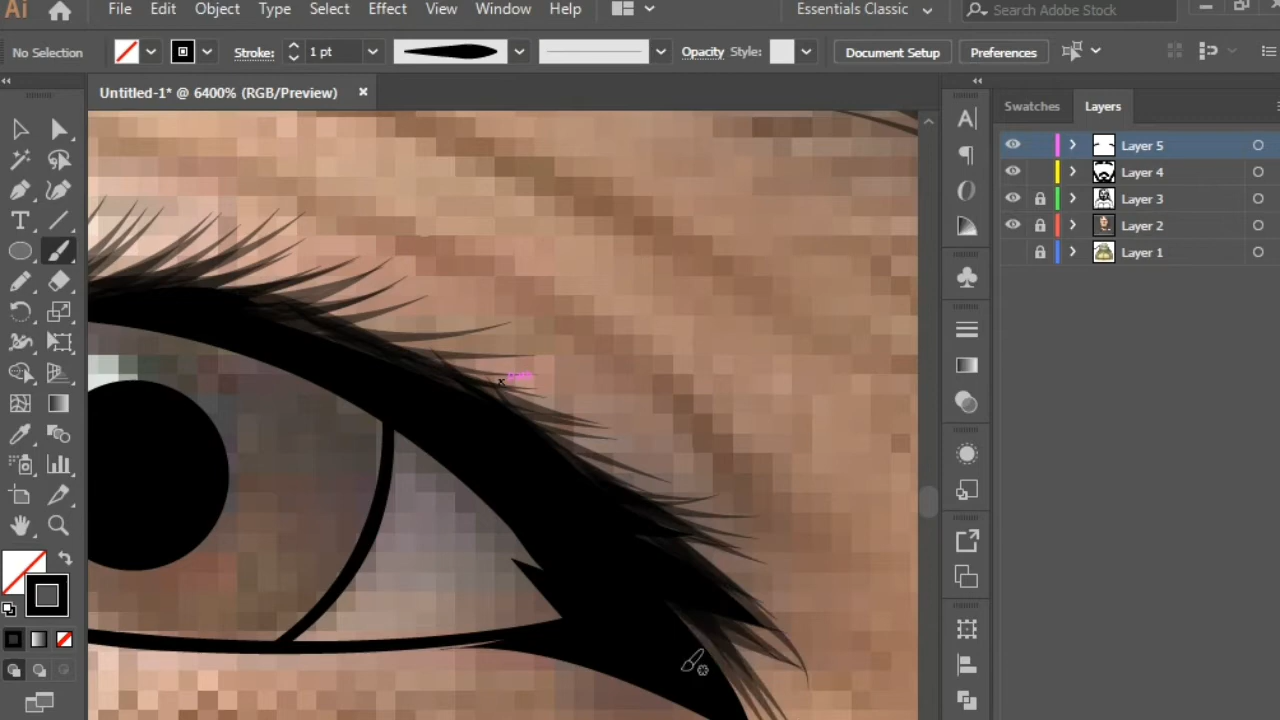 Ai File Edit Object Type Select Effect View Window Help Essentials Classic Search Adobe Stock
No Selection Stroke: 1 pt Opacity Style: Document Setup Preferences
Untitled-1* @ 6400% (RGB/Preview) ×
Swatches Layers
Layer 5
Layer 4
Layer 3
Layer 2
Layer 1